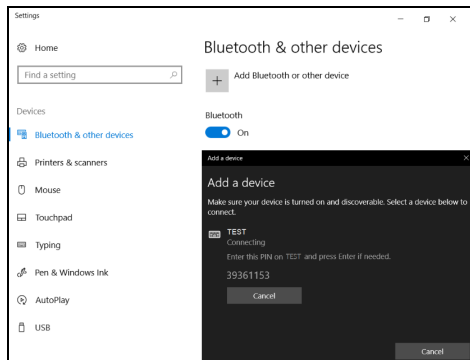 Settings
Home
Find a setting
Devices
Bluetooth & other devices
Printers & scanners
Mouse
Touchpad
Typing
Pen & Windows Ink
AutoPlay
USB
Bluetooth & other devices
Add Bluetooth or other device
Bluetooth
On
Add a device
Add a device
Make sure your device is turned on and discoverable. Select a device below to
connect.
TEST
Connecting
Enter this PIN on TEST and press Enter if needed.
39361153
Cancel
Cancel